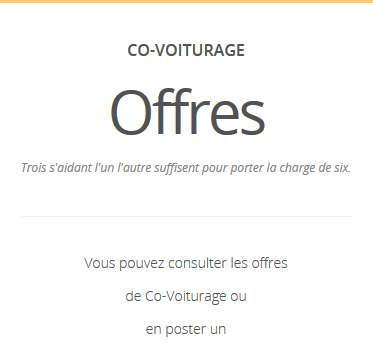 CO-VOITURAGE
Offres
Trois s'aidant l'un l'autre suffisent pour porter la charge de six.
Vous pouvez consulter les offres
de Co-Voiturage ou
en poster un